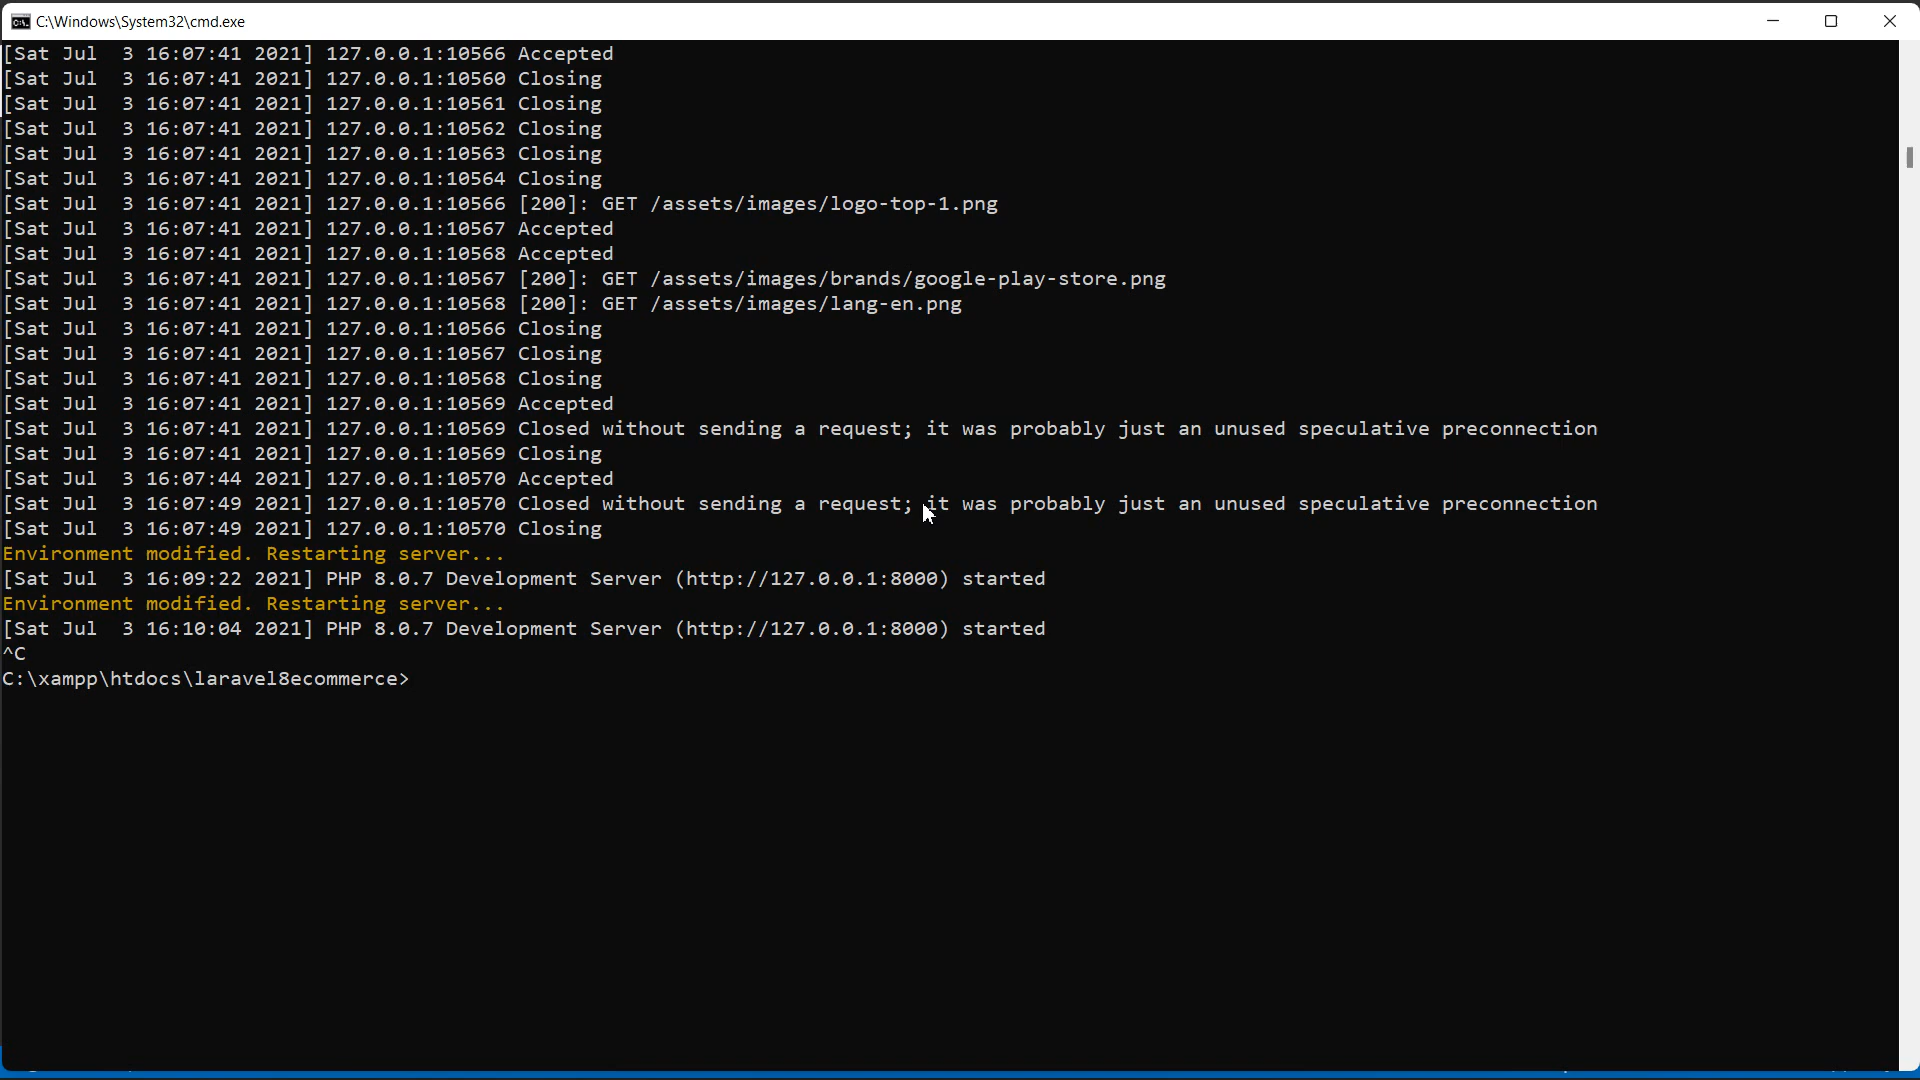 C:\Windows\System32\cmd.exe
[Sat Jul  3 16:07:41 2021] 127.0.0.1:10566 Accepted
[Sat Jul  3 16:07:41 2021] 127.0.0.1:10560 Closing
[Sat Jul  3 16:07:41 2021] 127.0.0.1:10561 Closing
[Sat Jul  3 16:07:41 2021] 127.0.0.1:10562 Closing
[Sat Jul  3 16:07:41 2021] 127.0.0.1:10563 Closing
[Sat Jul  3 16:07:41 2021] 127.0.0.1:10564 Closing
[Sat Jul  3 16:07:41 2021] 127.0.0.1:10566 [200]: GET /assets/images/logo-top-1.png
[Sat Jul  3 16:07:41 2021] 127.0.0.1:10567 Accepted
[Sat Jul  3 16:07:41 2021] 127.0.0.1:10568 Accepted
[Sat Jul  3 16:07:41 2021] 127.0.0.1:10567 [200]: GET /assets/images/brands/google-play-store.png
[Sat Jul  3 16:07:41 2021] 127.0.0.1:10568 [200]: GET /assets/images/lang-en.png
[Sat Jul  3 16:07:41 2021] 127.0.0.1:10566 Closing
[Sat Jul  3 16:07:41 2021] 127.0.0.1:10567 Closing
[Sat Jul  3 16:07:41 2021] 127.0.0.1:10568 Closing
[Sat Jul  3 16:07:41 2021] 127.0.0.1:10569 Accepted
[Sat Jul  3 16:07:41 2021] 127.0.0.1:10569 Closed without sending a request; it was probably just an unused speculative preconnection
[Sat Jul  3 16:07:41 2021] 127.0.0.1:10569 Closing
[Sat Jul  3 16:07:44 2021] 127.0.0.1:10570 Accepted
[Sat Jul  3 16:07:49 2021] 127.0.0.1:10570 Closed without sending a request; it was probably just an unused speculative preconnection
[Sat Jul  3 16:07:49 2021] 127.0.0.1:10570 Closing
Environment modified. Restarting server...
[Sat Jul  3 16:09:22 2021] PHP 8.0.7 Development Server (http://127.0.0.1:8000) started
Environment modified. Restarting server...
[Sat Jul  3 16:10:04 2021] PHP 8.0.7 Development Server (http://127.0.0.1:8000) started
^C
C:\xampp\htdocs\laravel8ecommerce>